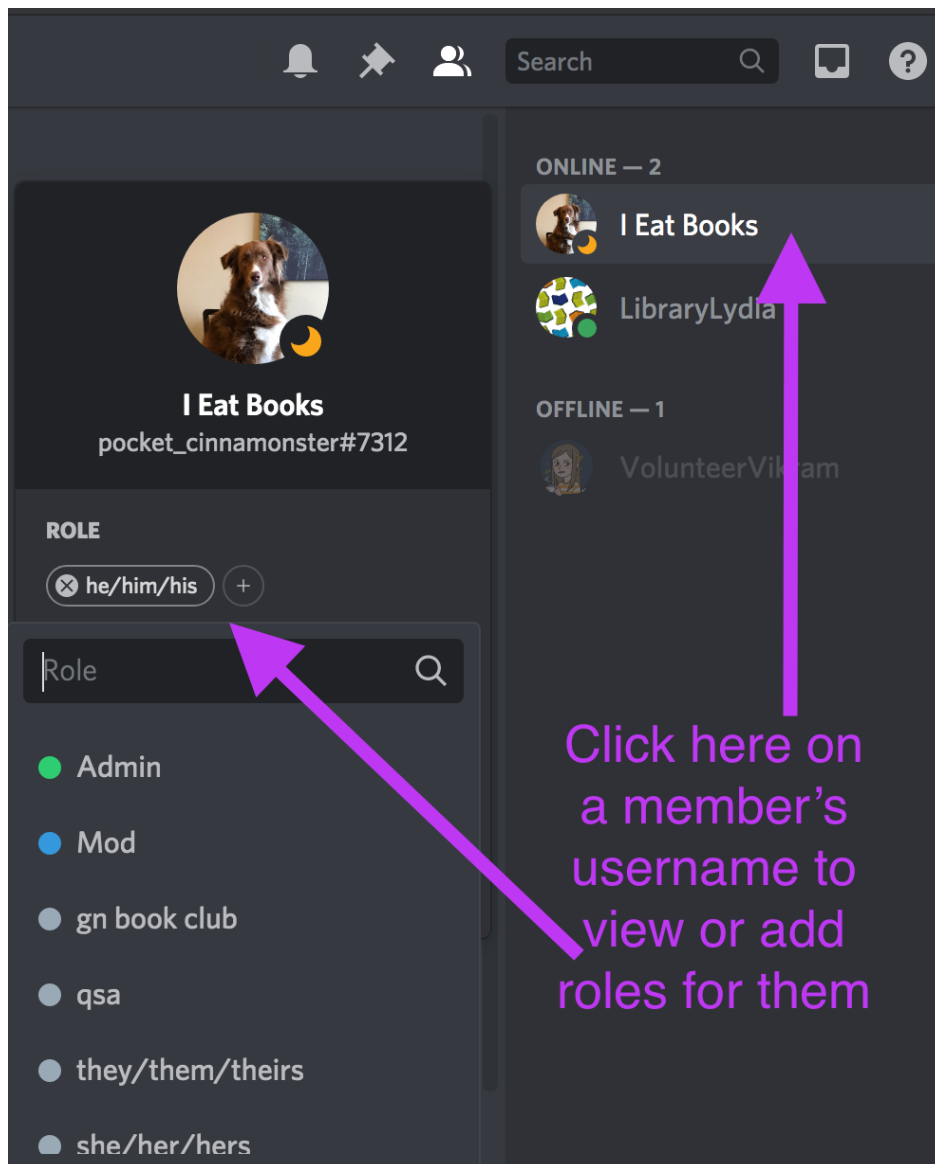 Search
ONLINE — 2
I Eat Books
LibraryLydia
OFFLINE — 1
VolunteerVikram
I Eat Books
pocket_cinnamonster#7312
ROLE
he/him/his
Role
Admin
Mod
gn book club
qsa
they/them/theirs
she/her/hers
Click here on
a member’s
username to
view or add
roles for them